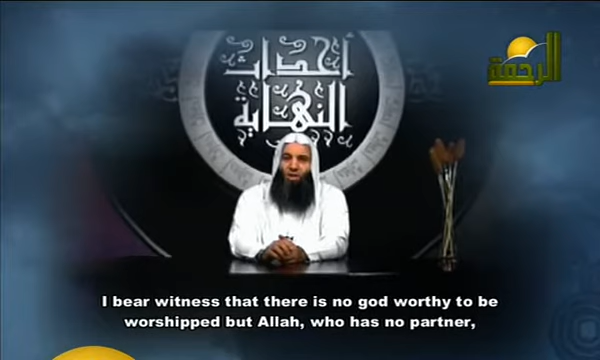 أحداث
النهاية
الرحمة
I bear witness that there is no god worthy to be
worshipped but Allah, who has no partner,